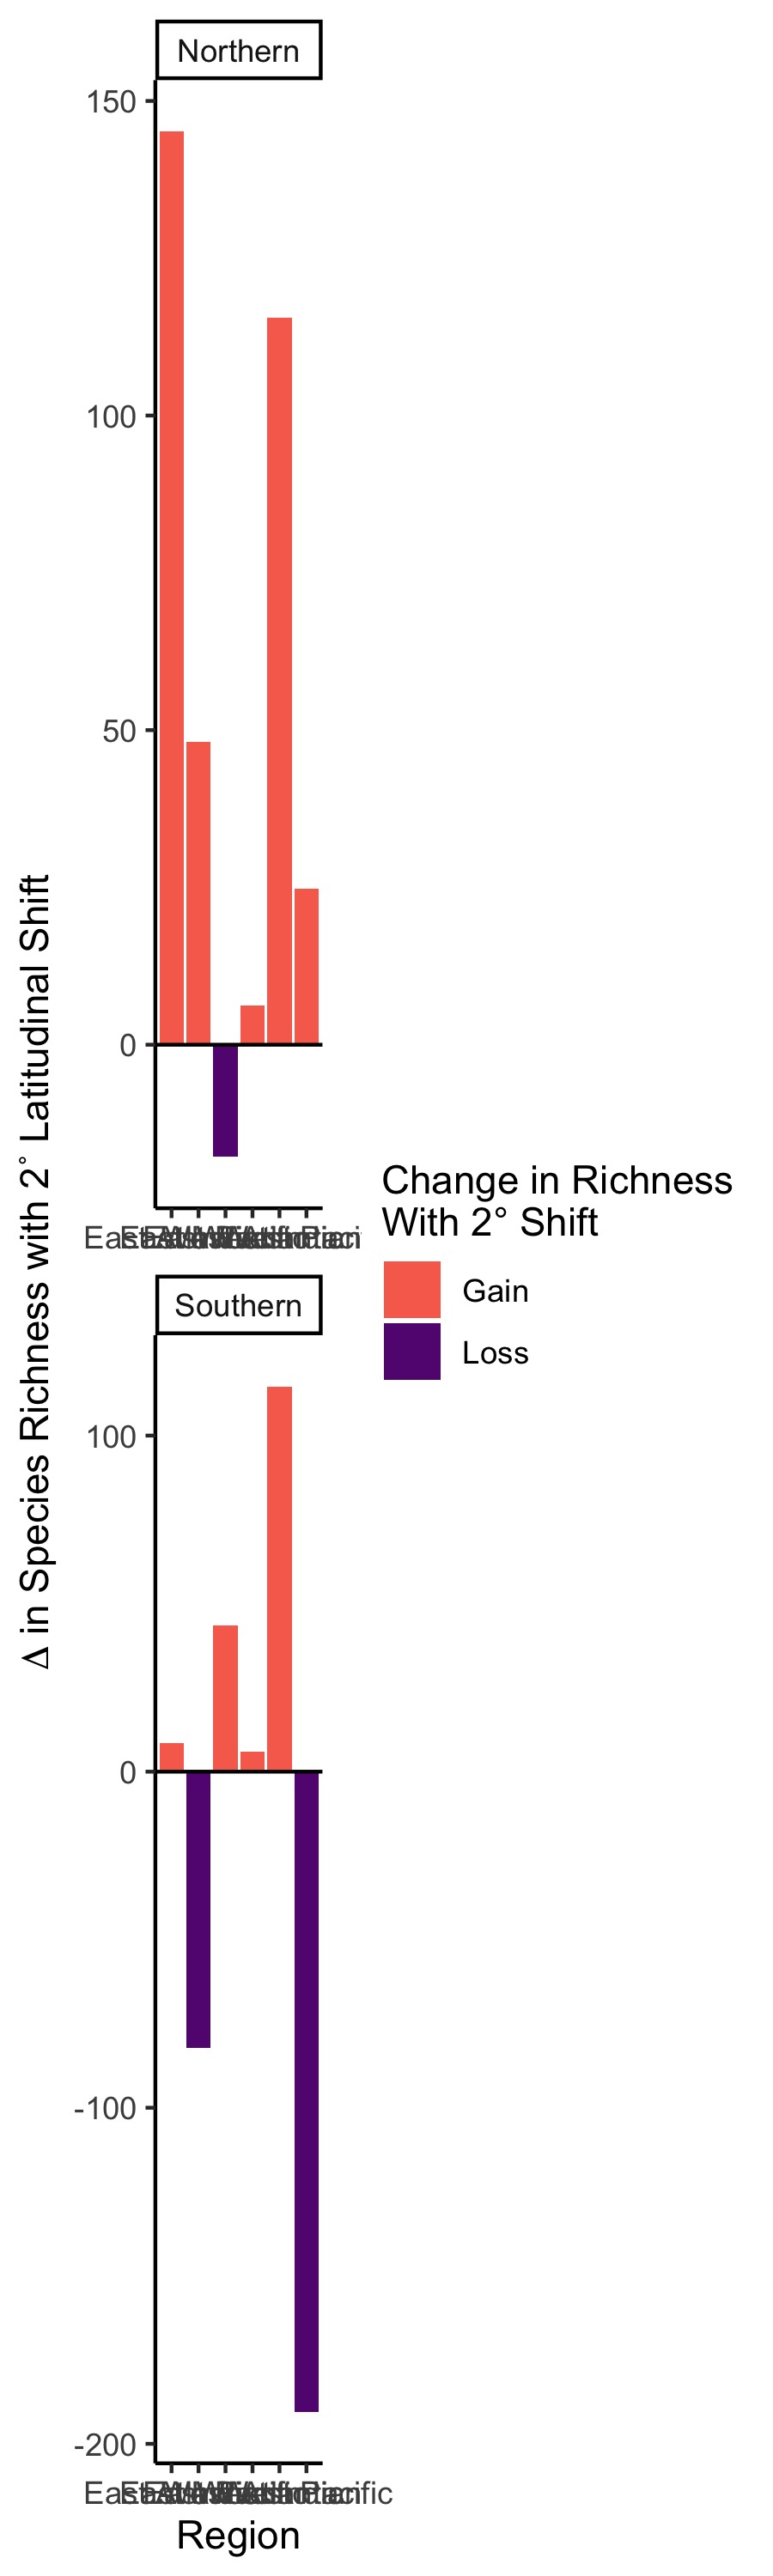 Northern
150
100
50
0
Δ in Species Richness with 2° Latitudinal Shift
Change in Richness
With 2° Shift
Gain
Loss
Southern
100
0
-100
-200
Region